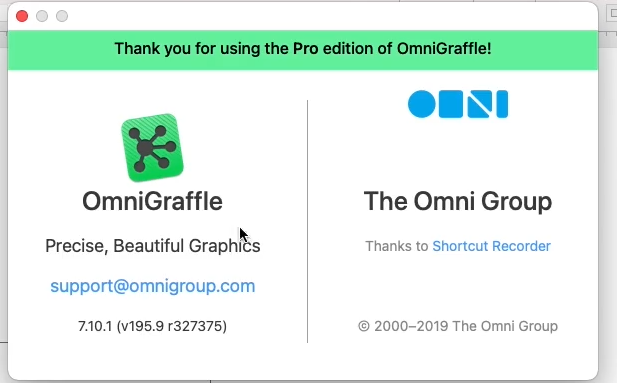 Thank you for using the Pro edition of OmniGraffle!
OmniGraffle
Precise, Beautiful Graphics
support@omnigroup.com
7.10.1 (v195.9 r327375)
OMNI
The Omni Group
Thanks to Shortcut Recorder
© 2000–2019 The Omni Group